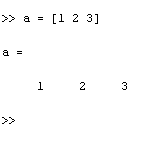 >> a = [1 2 3]
a =
1 2 3
>>